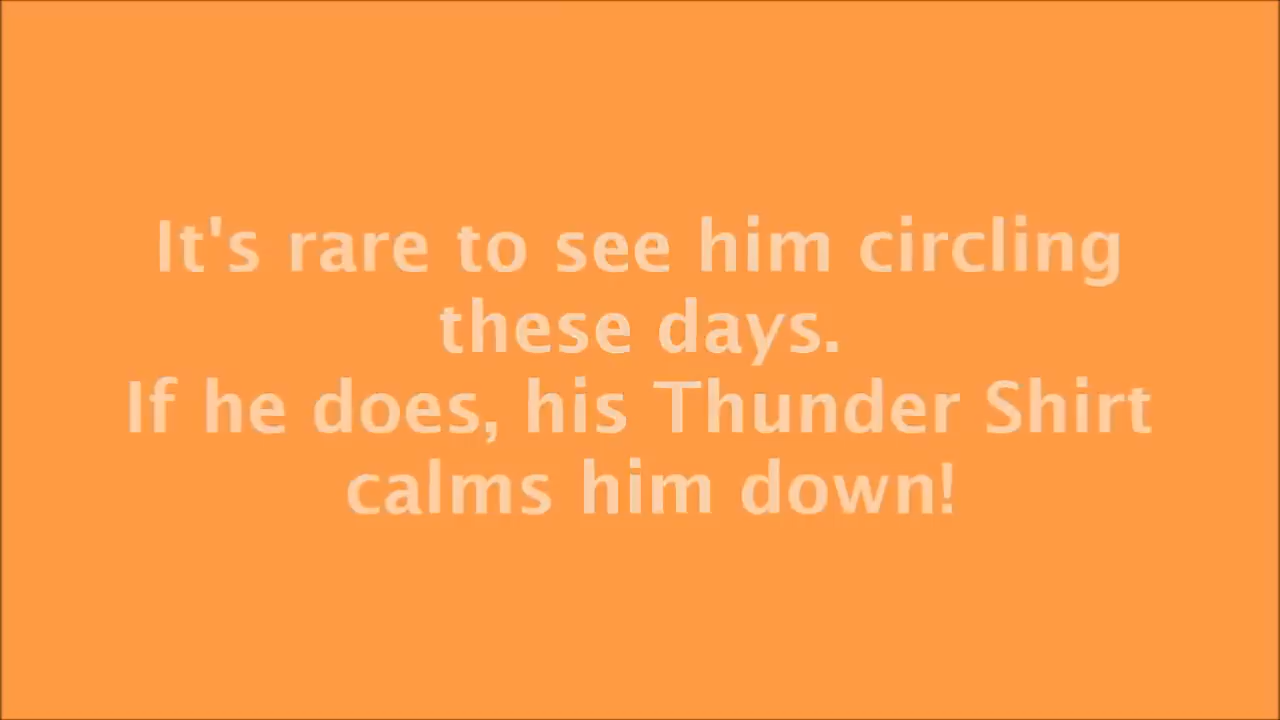 It's rare to see him circling
these days.
If he does, his Thunder Shirt
calms him down!